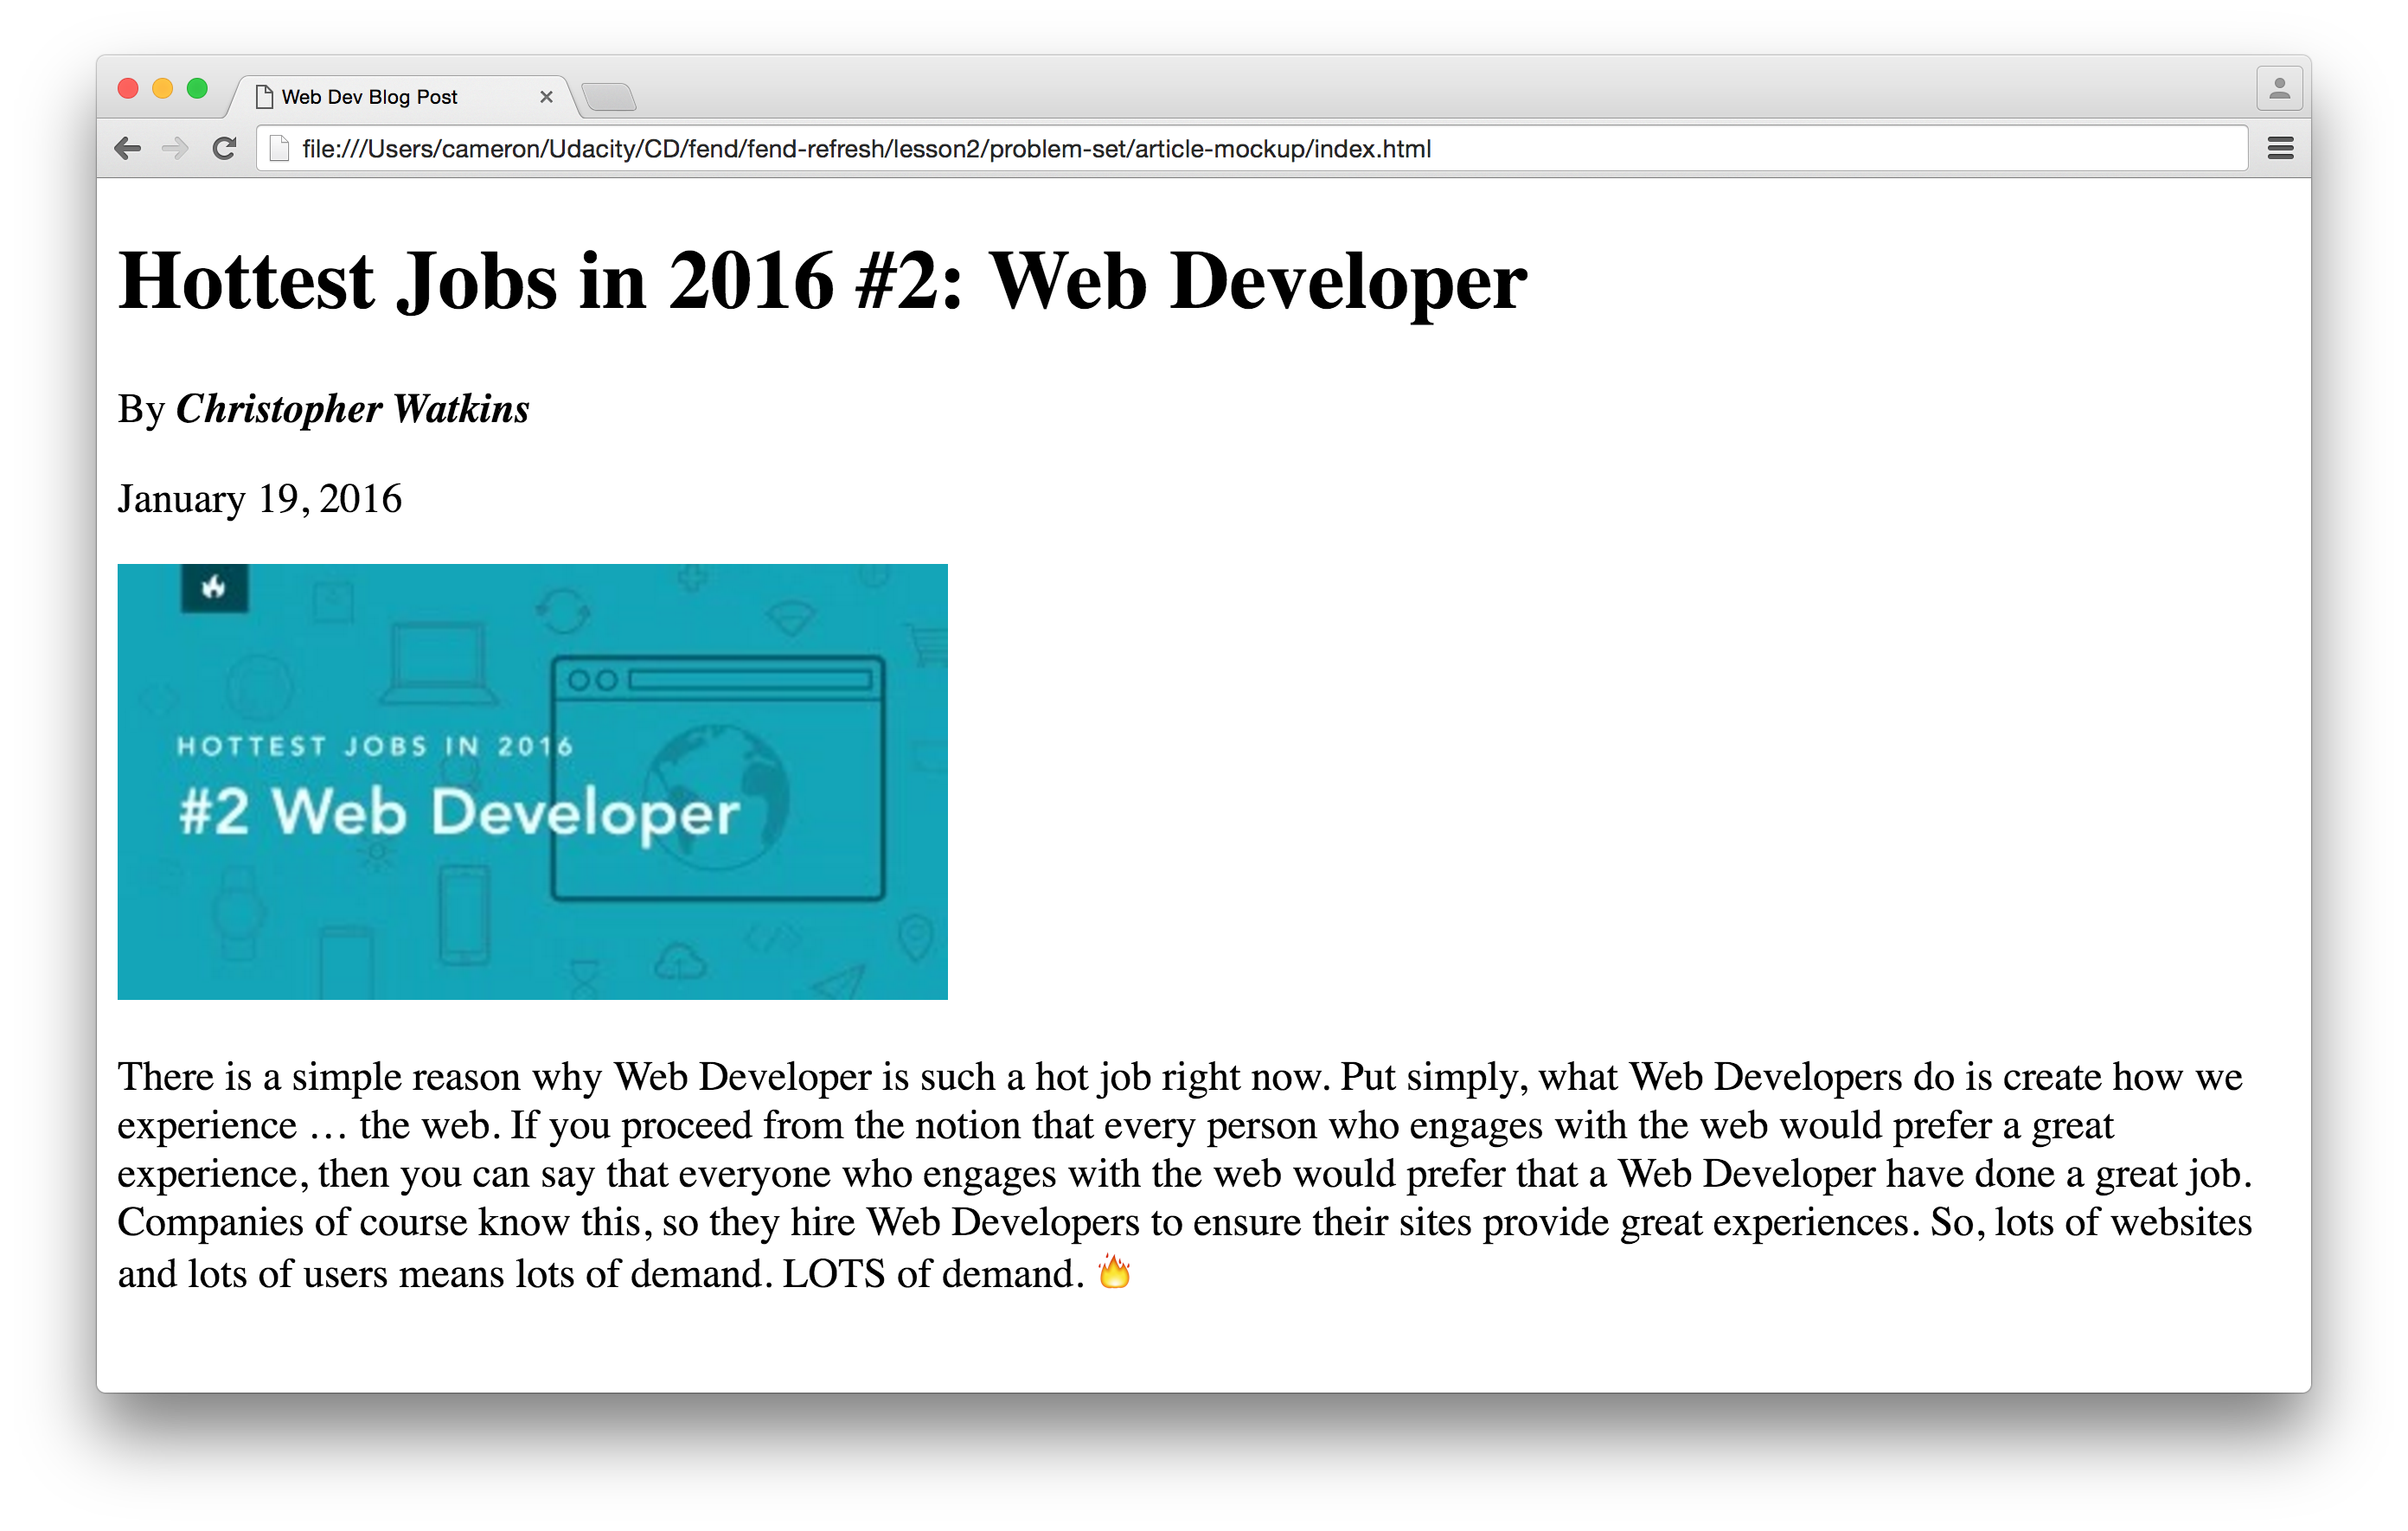 Web Dev Blog Post
file:///Users/cameron/Udacity/CD/fend/fend-refresh/lesson2/problem-set/article-mockup/index.html
Hottest Jobs in 2016 #2: Web Developer
By Christopher Watkins
January 19, 2016
HOTTEST JOBS IN 2016
#2 Web Developer
There is a simple reason why Web Developer is such a hot job right now. Put simply, what Web Developers do is create how we
experience … the web. If you proceed from the notion that every person who engages with the web would prefer a great
experience, then you can say that everyone who engages with the web would prefer that a Web Developer have done a great job.
Companies of course know this, so they hire Web Developers to ensure their sites provide great experiences. So, lots of websites
and lots of users means lots of demand. LOTS of demand. 🔥